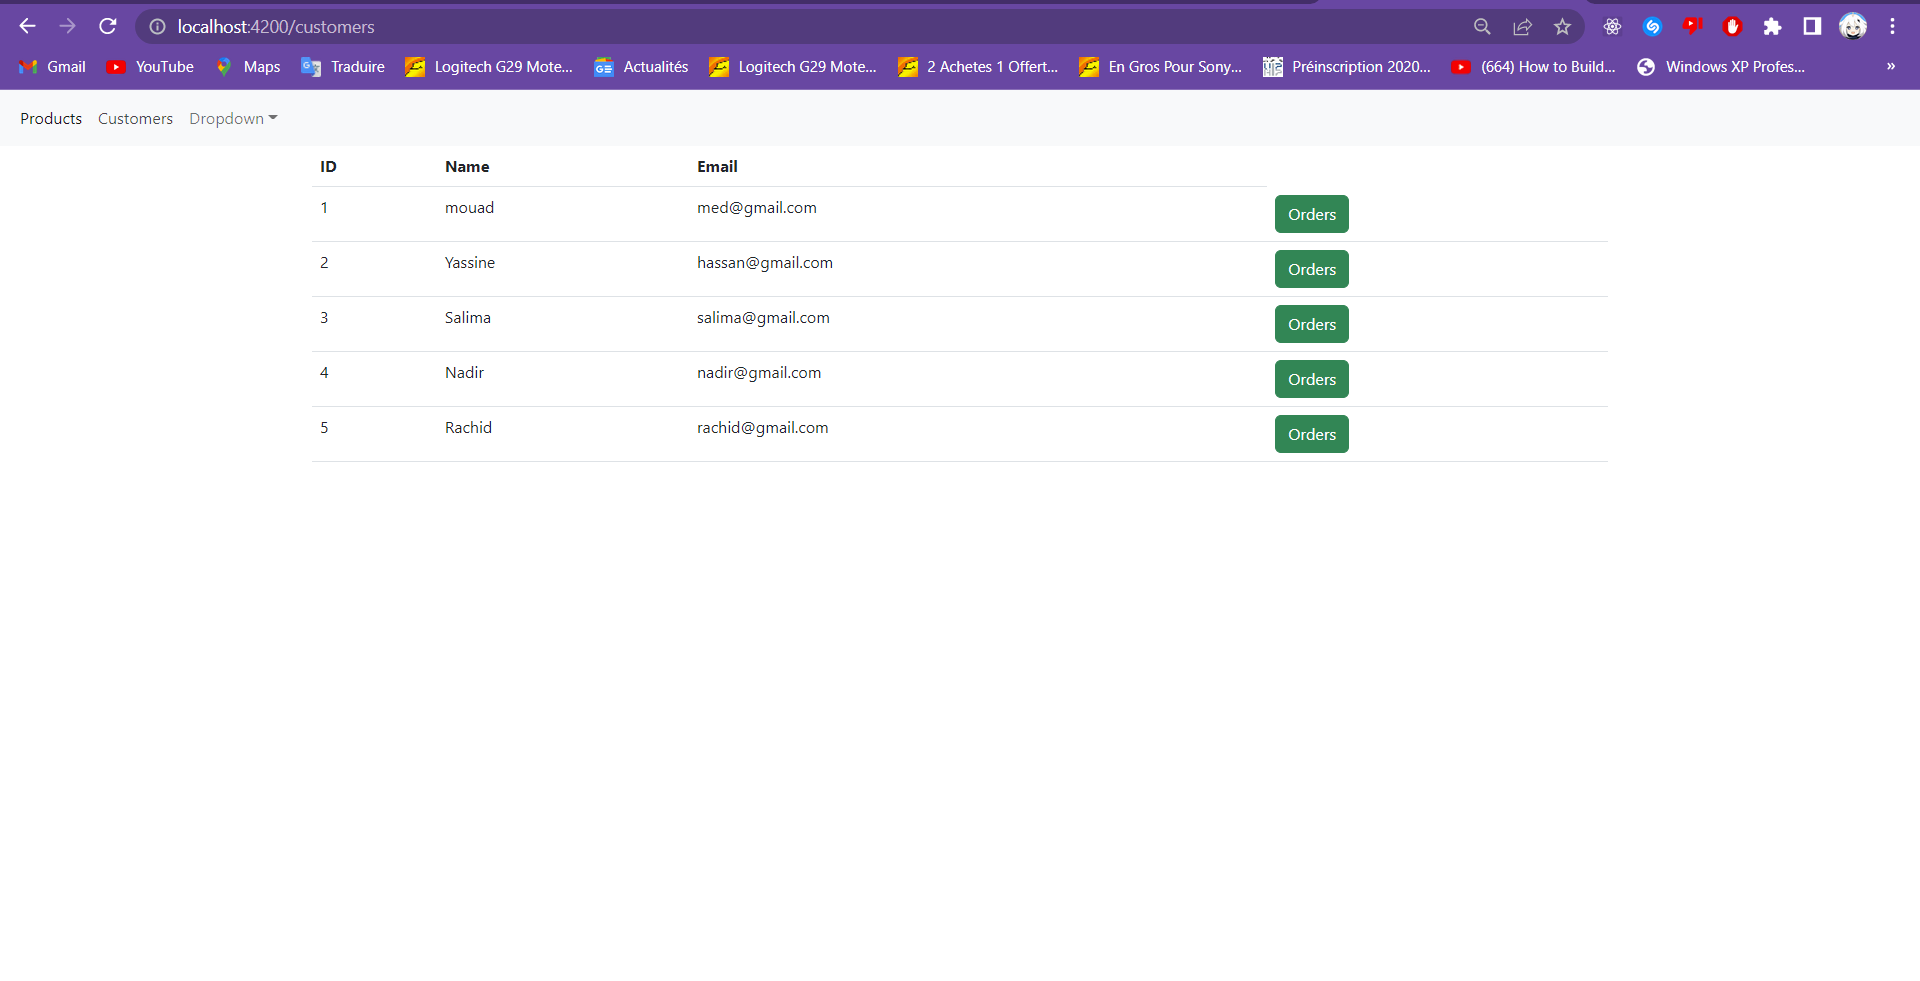 localhost:4200/customers
Gmail YouTube Maps Traduire Logitech G29 Mote... Actualités Logitech G29 Mote... 2 Achetes 1 Offert... En Gros Pour Sony... Préinscription 2020... (664) How to Build... Windows XP Profes... »
Products Customers Dropdown
ID Name Email
1 mouad med@gmail.com Orders
2 Yassine hassan@gmail.com Orders
3 Salima salima@gmail.com Orders
4 Nadir nadir@gmail.com Orders
5 Rachid rachid@gmail.com Orders